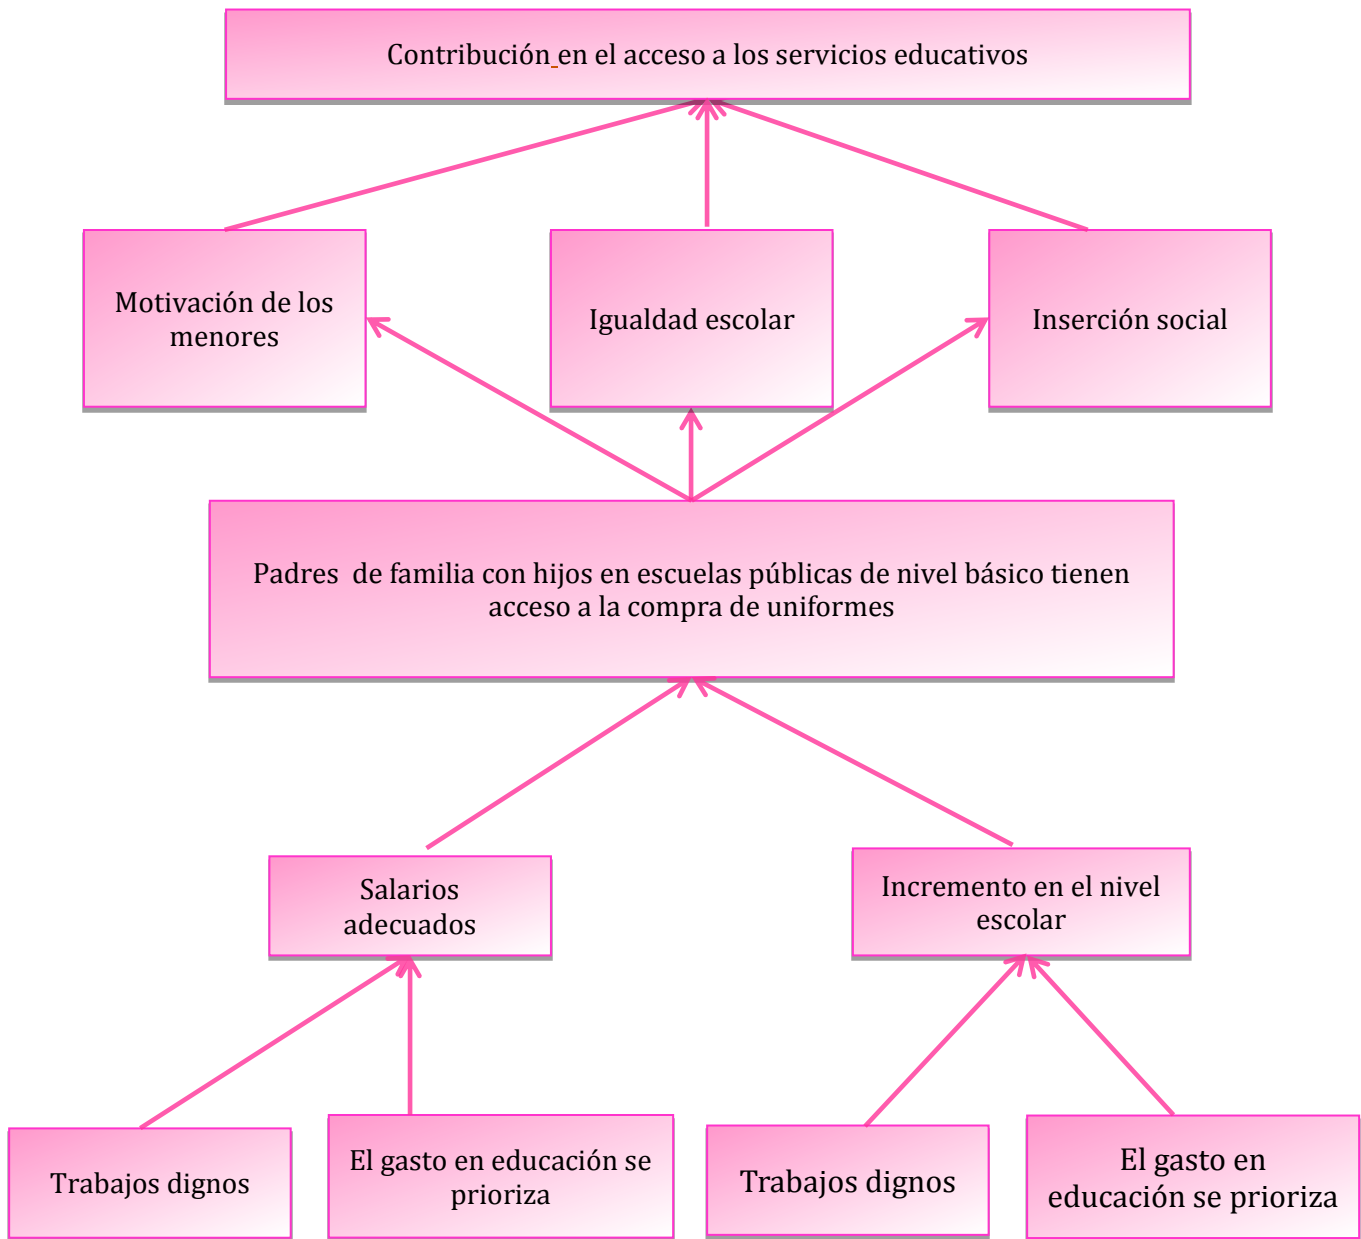 Contribución en el acceso a los servicios educativos
Motivación de los
menores
Igualdad escolar
Inserción social
Padres  de familia con hijos en escuelas públicas de nivel básico tienen
acceso a la compra de uniformes
Salarios
adecuados
Incremento en el nivel
escolar
Trabajos dignos
El gasto en educación se
prioriza
Trabajos dignos
El gasto en
educación se prioriza